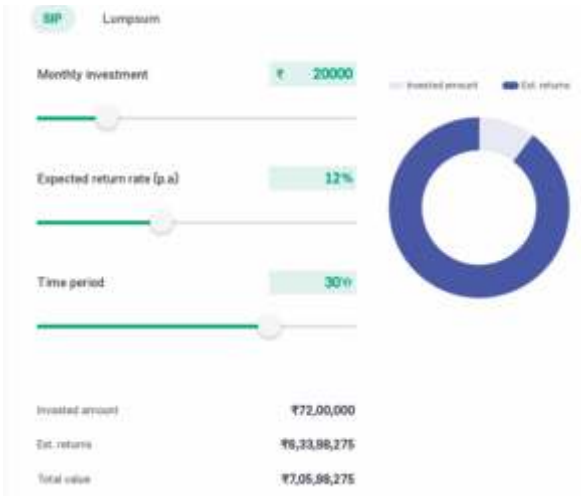 SIP Lumpsum
Monthly investment ₹ 20000
Invested amount Est. returns
Expected return rate (p.a) 12%
Time period 30Yr
Invested amount ₹72,00,000
Est. returns ₹6,33,98,275
Total value ₹7,05,98,275